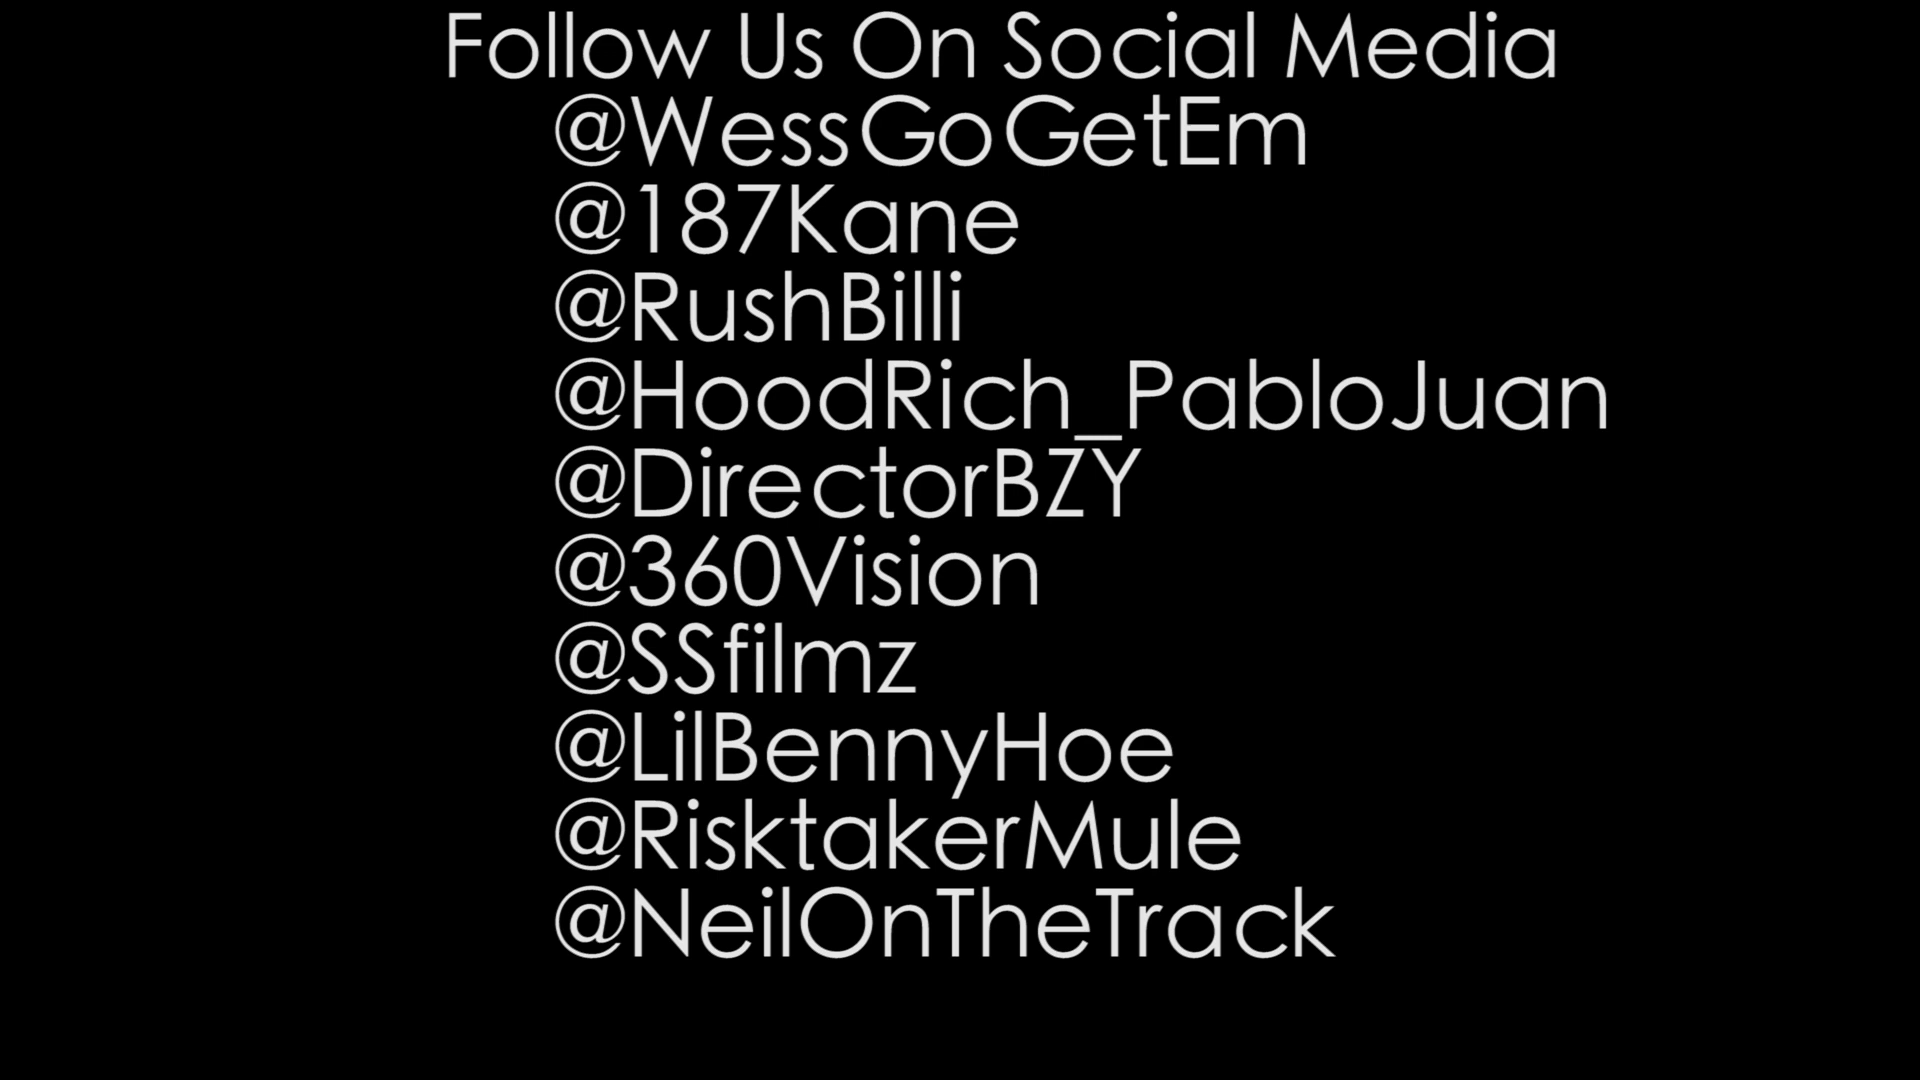 Follow Us On Social Media
@WessGoGetEm
@187Kane
@RushBilli
@HoodRich_PabloJuan
@DirectorBZY
@360Vision
@SSfilmz
@LilBennyHoe
@RisktakerMule
@NeilOnTheTrack